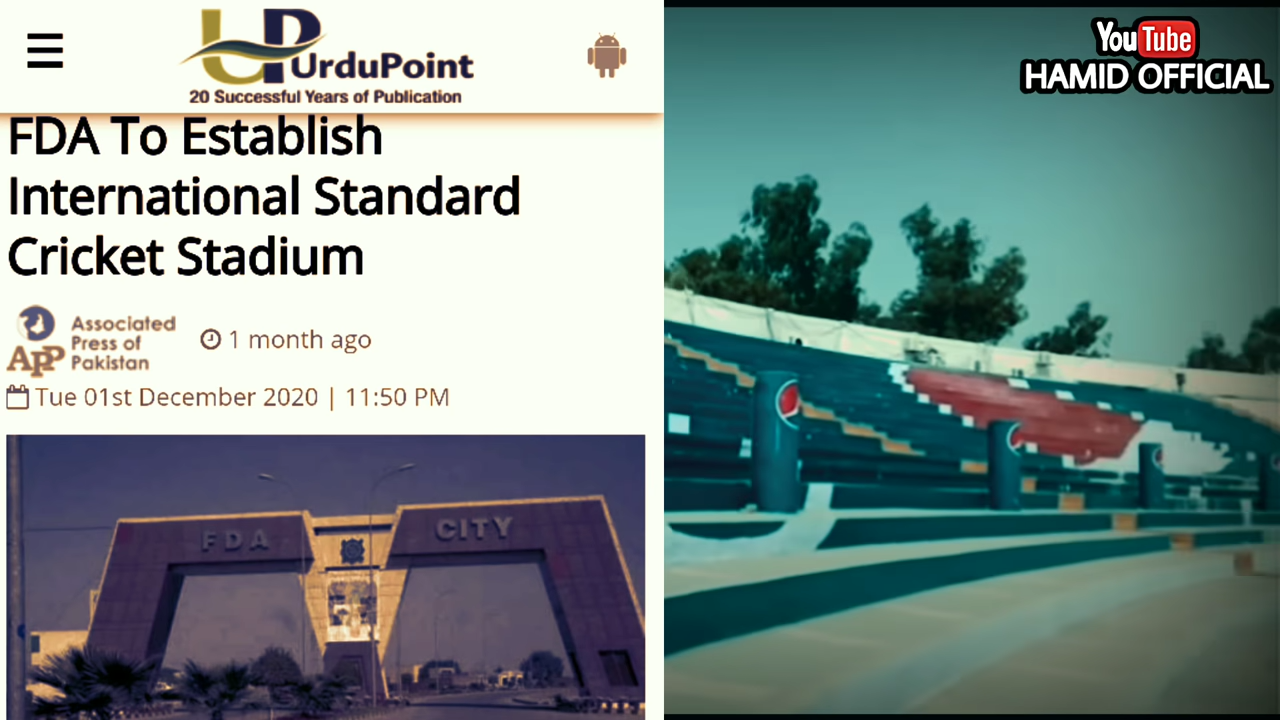 UP
UrduPoint
20 Successful Years of Publication
FDA To Establish
International Standard
Cricket Stadium
APP
Associated
Press of
Pakistan
1 month ago
Tue 01st December 2020 | 11:50 PM
FDA CITY
YouTube
HAMID OFFICIAL